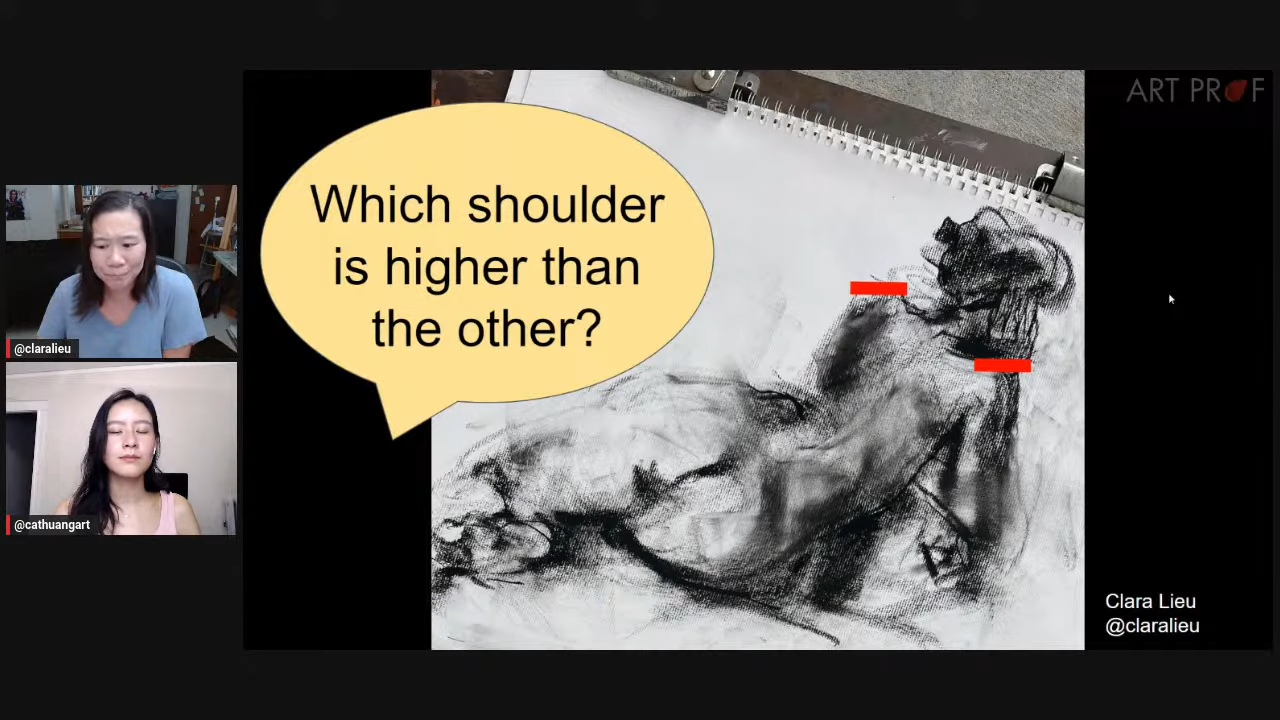 ART PROF
Which shoulder
is higher than
the other?
@claralieu
@cathuangart
Clara Lieu
@claralieu